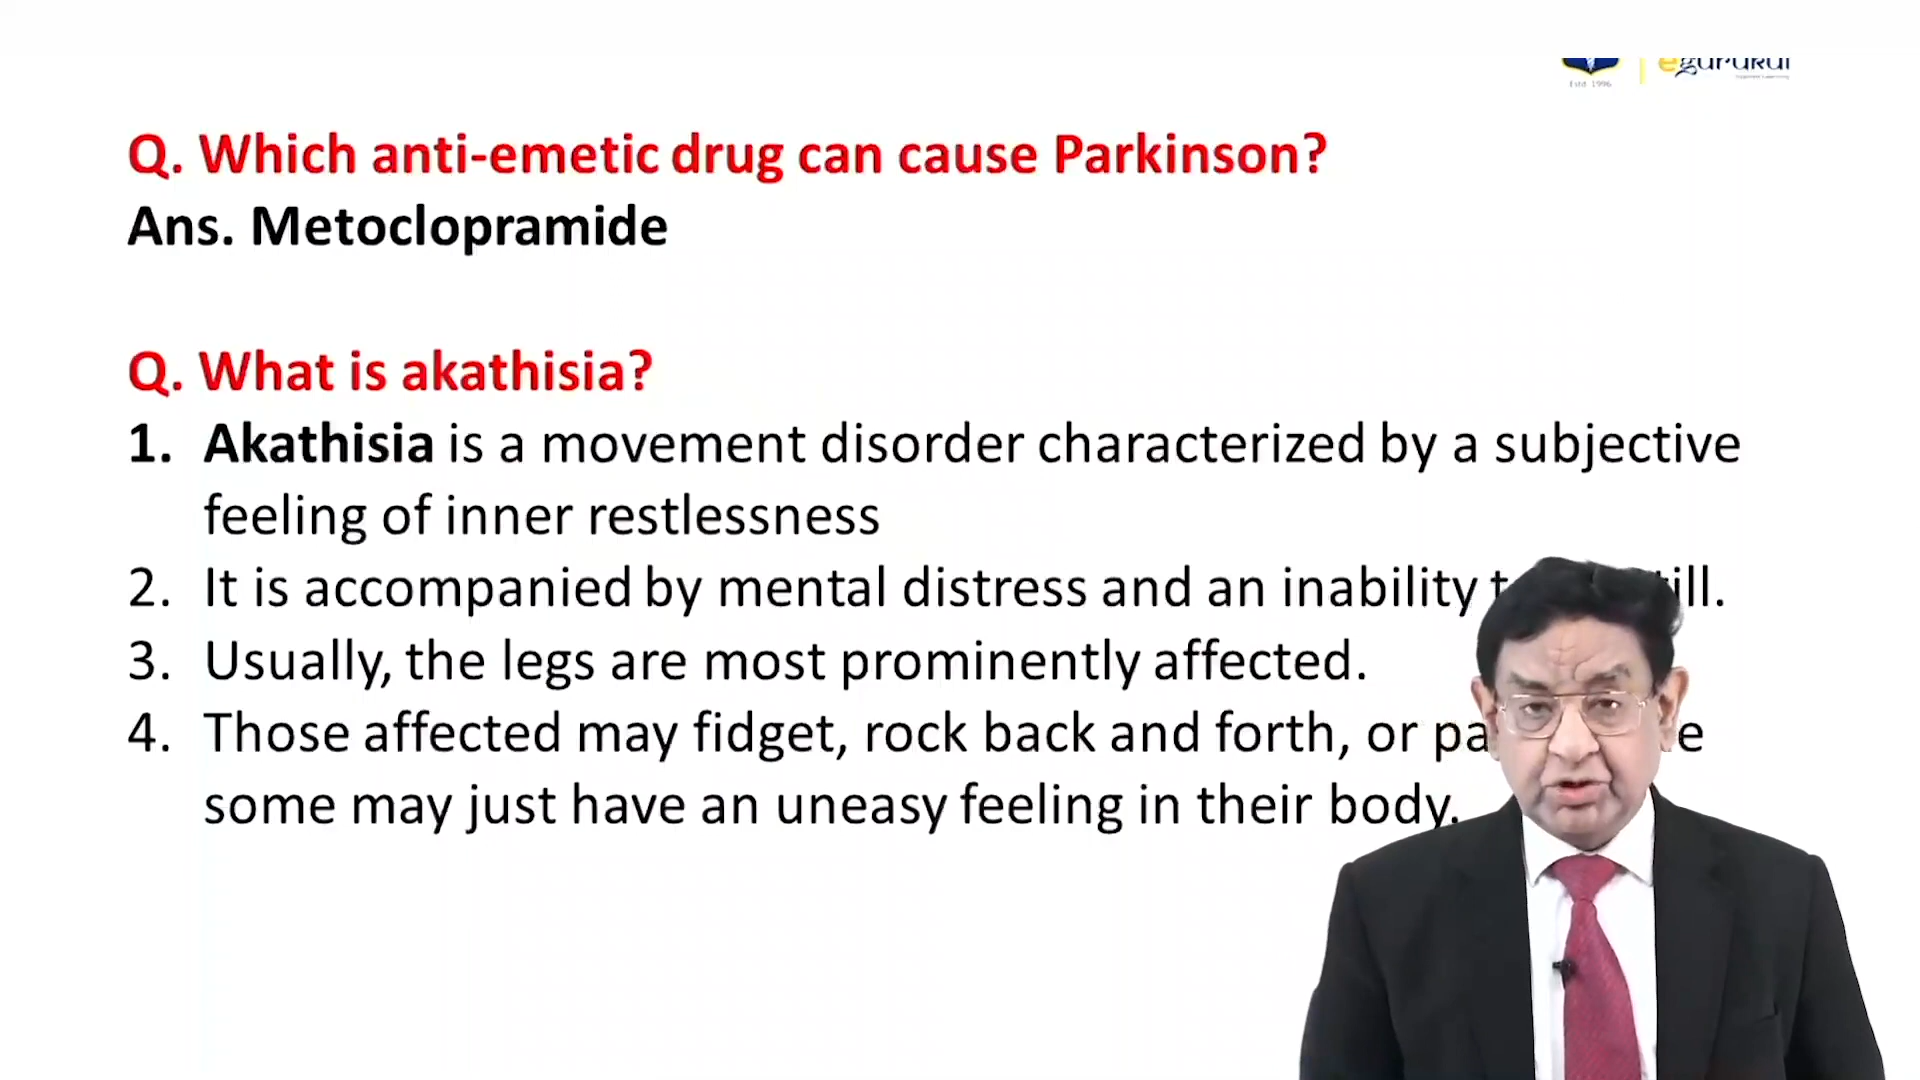 egurukul
Estd 1996
Q. Which anti-emetic drug can cause Parkinson?
Ans. Metoclopramide
Q. What is akathisia?
1. Akathisia is a movement disorder characterized by a subjective
feeling of inner restlessness
2. It is accompanied by mental distress and an inability
3. Usually, the legs are most prominently affected.
4. Those affected may fidget, rock back and forth, or
some may just have an uneasy feeling in their body.